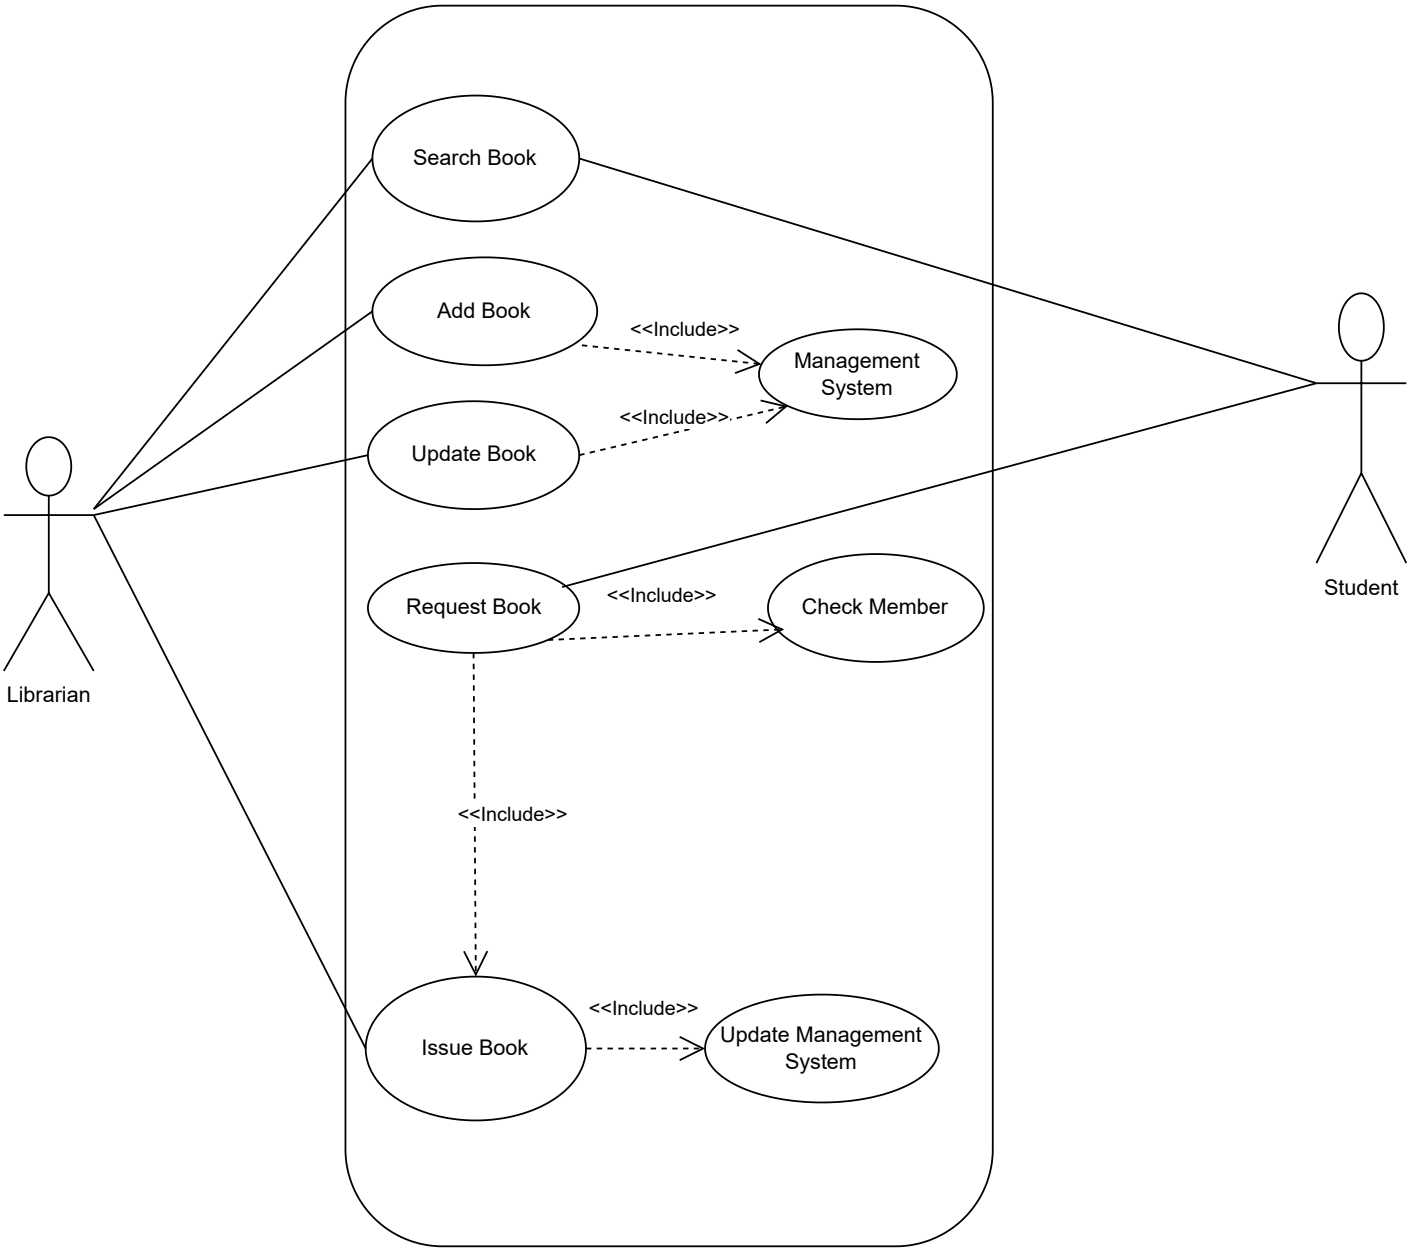 Search Book
Add Book
<<Include>>
Management
System
<<Include>>
Update Book
Request Book
<<Include>>
Check Member
Student
Librarian
<<Include>>
Issue Book
<<Include>>
Update Management
System